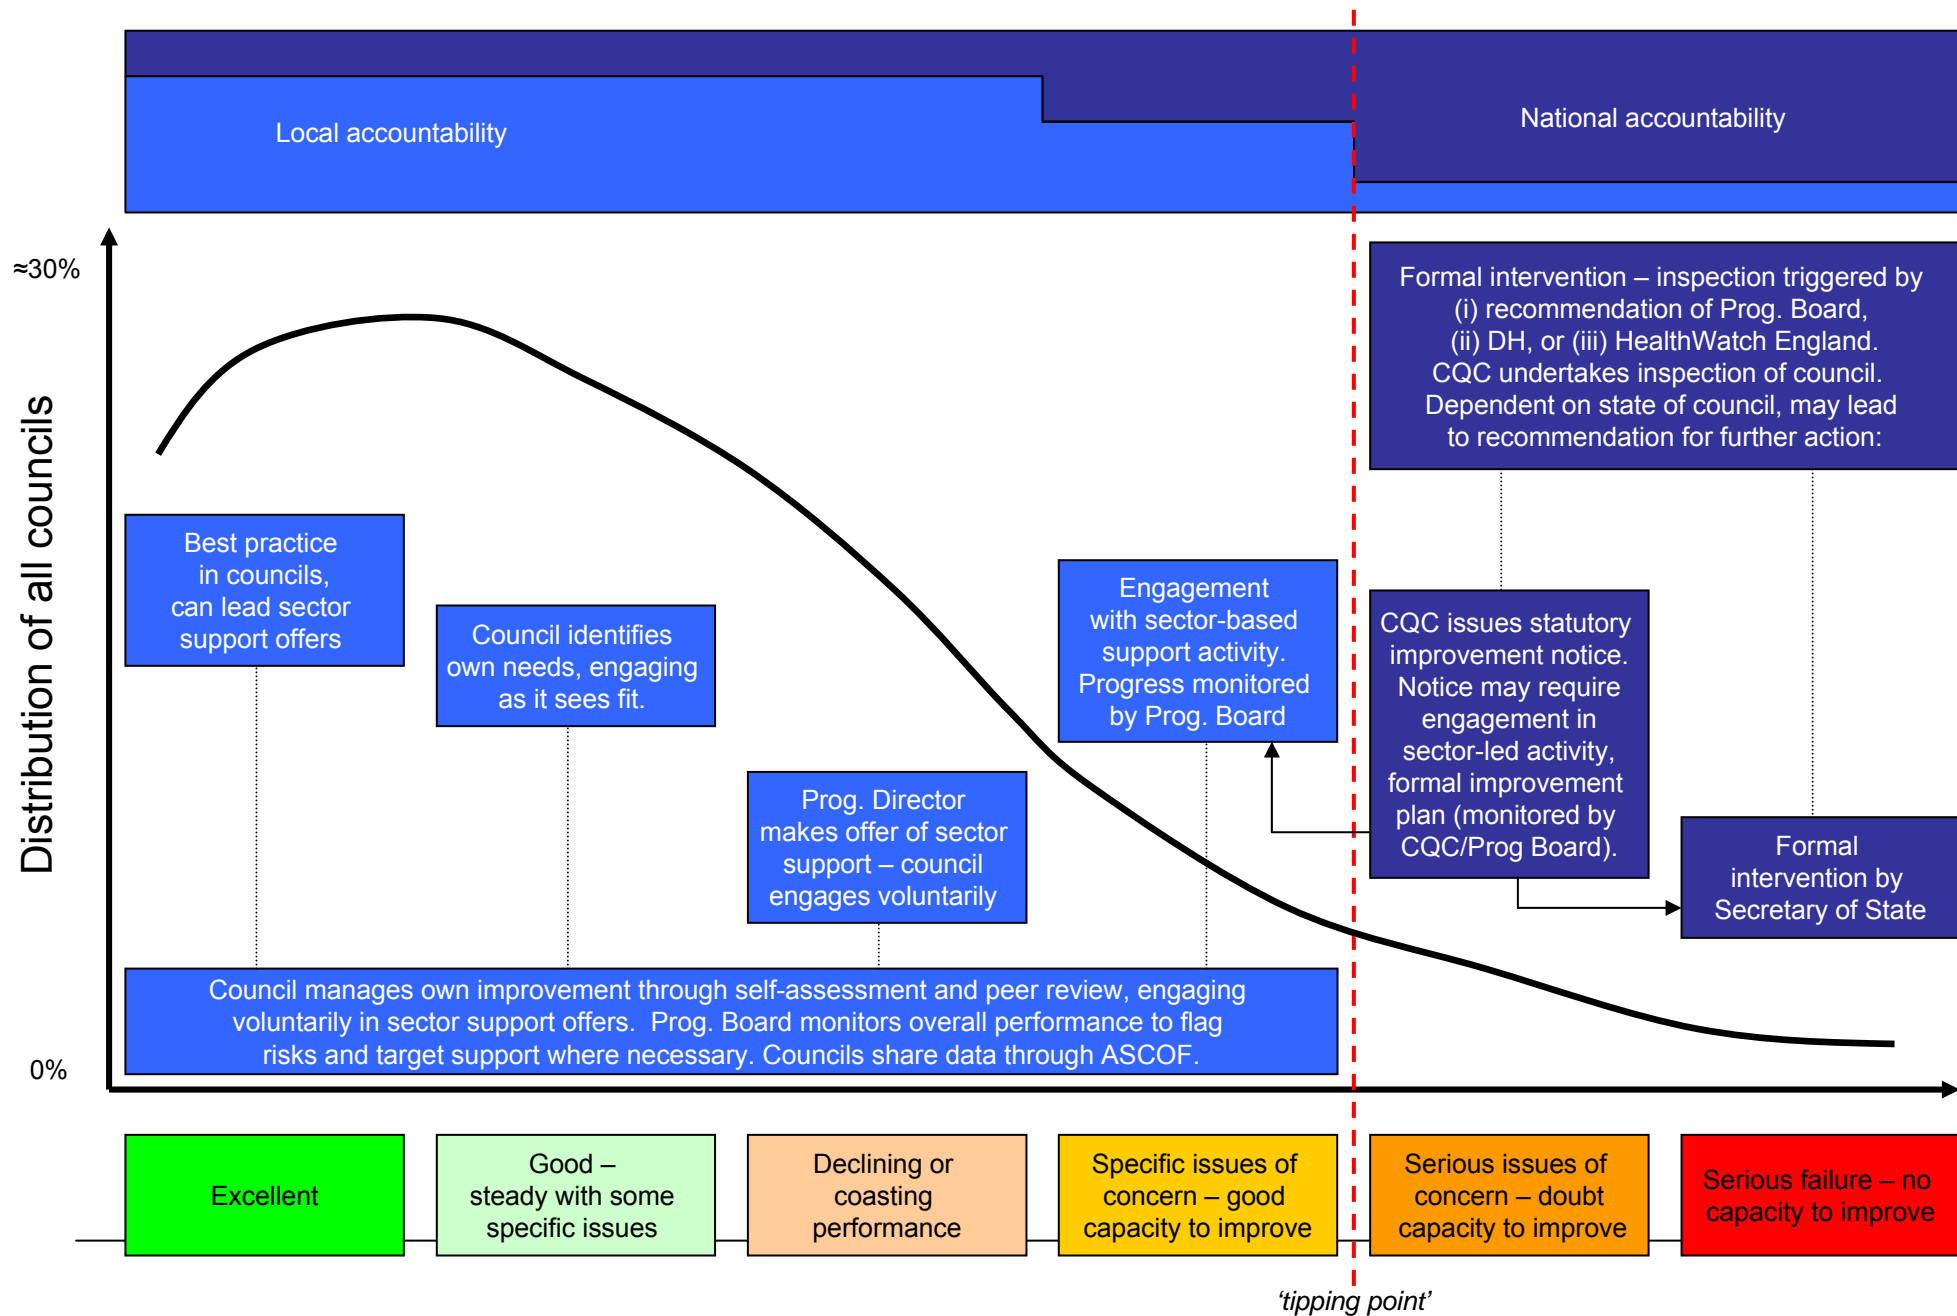 Local accountability
National accountability
≈30%
0%
Distribution of all councils
Formal intervention – inspection triggered by
(i) recommendation of Prog. Board,
(ii) DH, or (iii) HealthWatch England.
CQC undertakes inspection of council.
Dependent on state of council, may lead
to recommendation for further action:
Best practice
in councils,
can lead sector
support offers
Council identifies
own needs, engaging
as it sees fit.
Prog. Director
makes offer of sector
support – council
engages voluntarily
Engagement
with sector-based
support activity.
Progress monitored
by Prog. Board
CQC issues statutory
improvement notice.
Notice may require
engagement in
sector-led activity,
formal improvement
plan (monitored by
CQC/Prog Board).
Formal
intervention by
Secretary of State
Council manages own improvement through self-assessment and peer review, engaging
voluntarily in sector support offers.  Prog. Board monitors overall performance to flag
risks and target support where necessary. Councils share data through ASCOF.
Excellent
Good –
steady with some
specific issues
Declining or
coasting
performance
Specific issues of
concern – good
capacity to improve
Serious issues of
concern – doubt
capacity to improve
Serious failure – no
capacity to improve
‘tipping point’